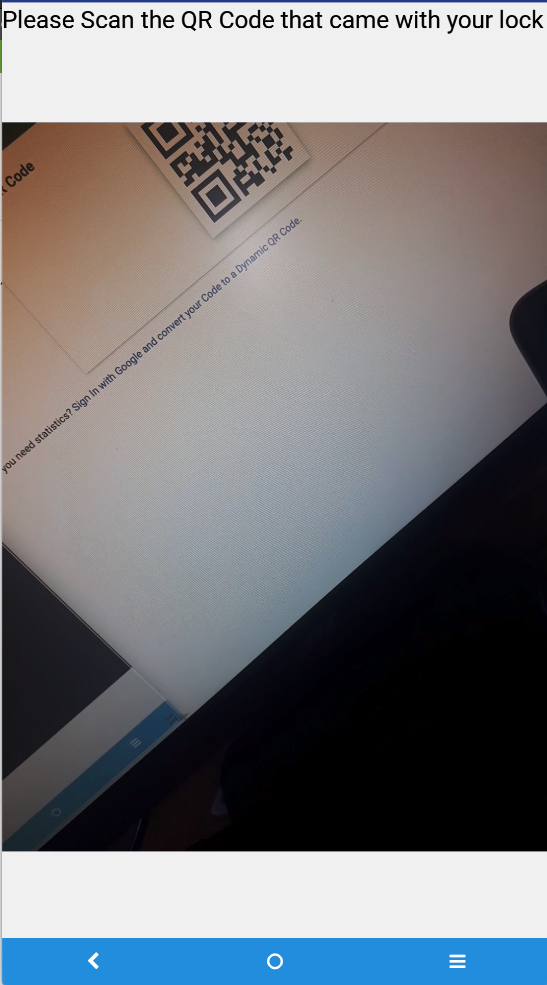 Please Scan the QR Code that came with your lock
Code
you need statistics? Sign In with Google and convert your Code to a Dynamic QR Code.